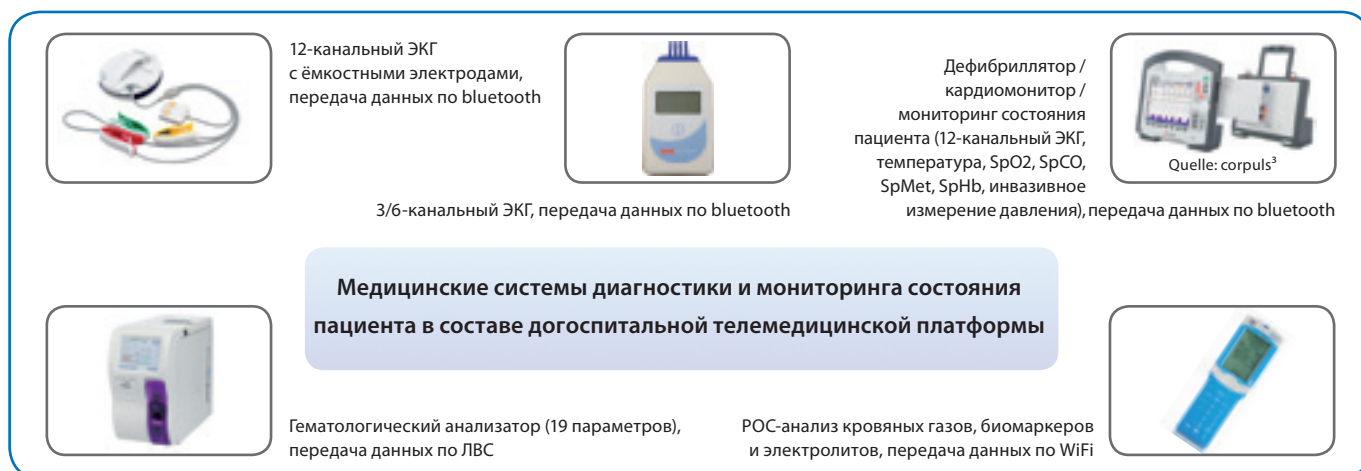 12-канальный ЭКГ
с ёмкостными электродами,
передача данных по bluetooth
3/6-канальный ЭКГ, передача данных по bluetooth
Дефибриллятор /
кардиомонитор /
мониторинг состояния
пациента (12-канальный ЭКГ,
температура, SpO2, SpCO,
SpMet, SpHb, инвазивное
измерение давления), передача данных по bluetooth
Quelle: corpuls³
Медицинские системы диагностики и мониторинга состояния
пациента в составе догоспитальной телемедицинской платформы
Гематологический анализатор (19 параметров),
передача данных по ЛВС
POC-анализ кровяных газов, биомаркеров
и электролитов, передача данных по WiFi